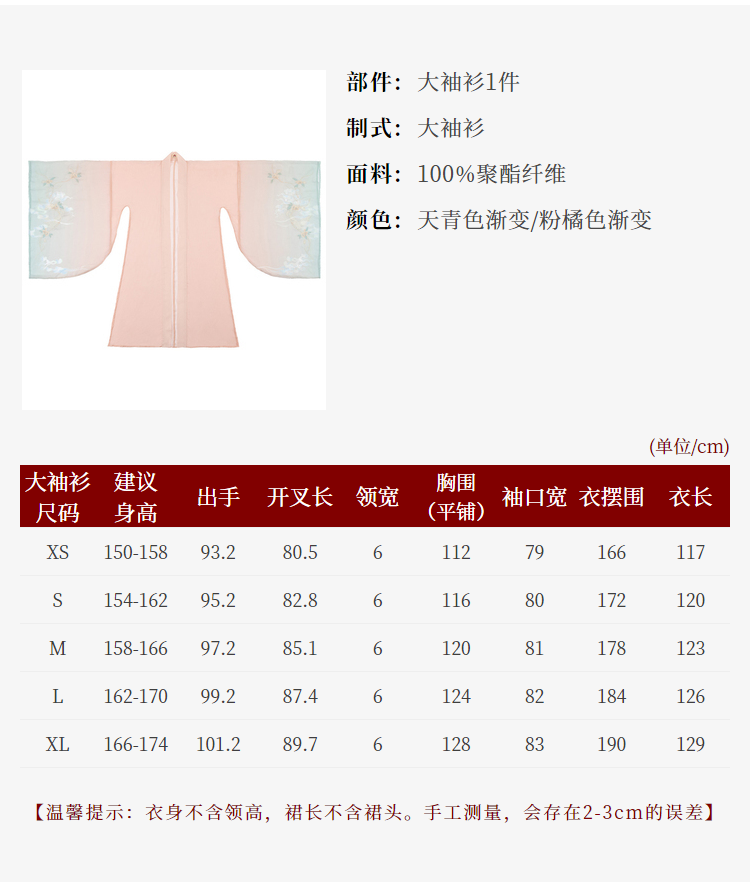 部件：大袖衫1件
制式：大袖衫
面料：100%聚酯纤维
颜色：天青色渐变/粉橘色渐变
(单位/cm)
大袖衫尺码 建议身高 出手 开叉长 领宽 胸围（平铺） 袖口宽 衣摆围 衣长
XS 150-158 93.2 80.5 6 112 79 166 117
S 154-162 95.2 82.8 6 116 80 172 120
M 158-166 97.2 85.1 6 120 81 178 123
L 162-170 99.2 87.4 6 124 82 184 126
XL 166-174 101.2 89.7 6 128 83 190 129
【温馨提示：衣身不含领高，裙长不含裙头。手工测量，会存在2-3cm的误差】